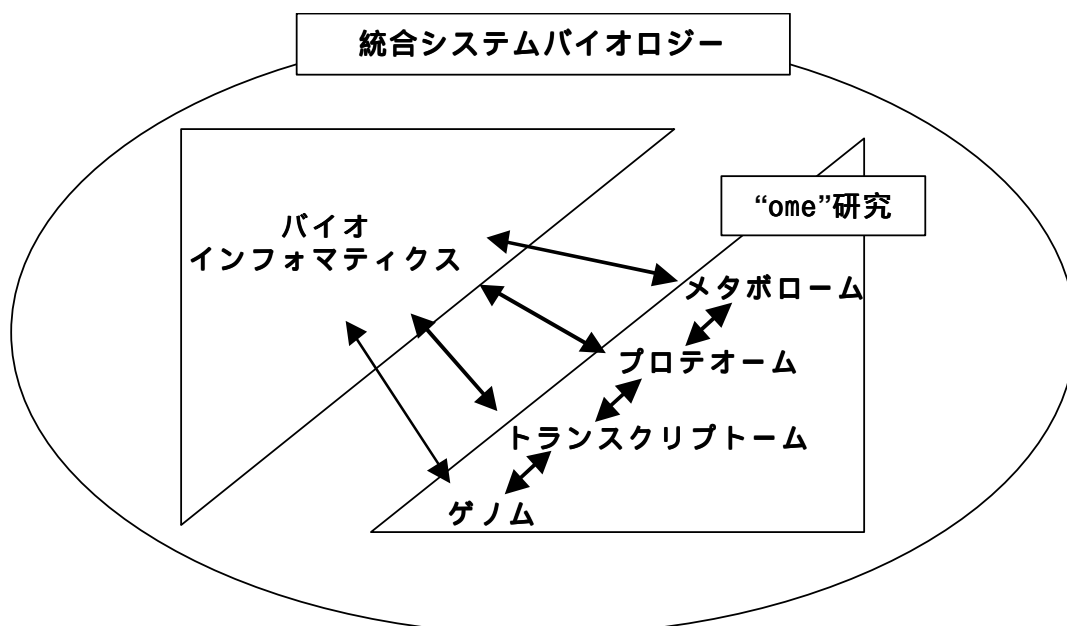 統合システムバイオロジー
“ome”研究
バイオ
インフォマティクス
メタボローム
プロテオーム
トランスクリプトーム
ゲノム